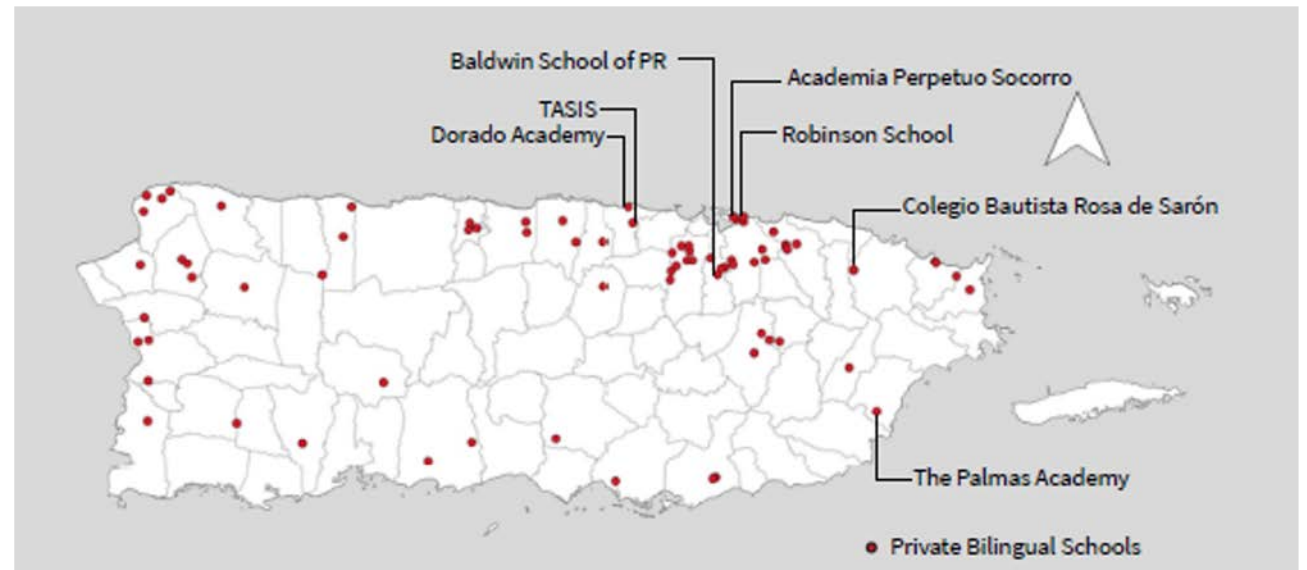 Baldwin School of PR
Academia Perpetuo Socorro
TASIS
Dorado Academy
Robinson School
Colegio Bautista Rosa de Sarón
The Palmas Academy
Private Bilingual Schools